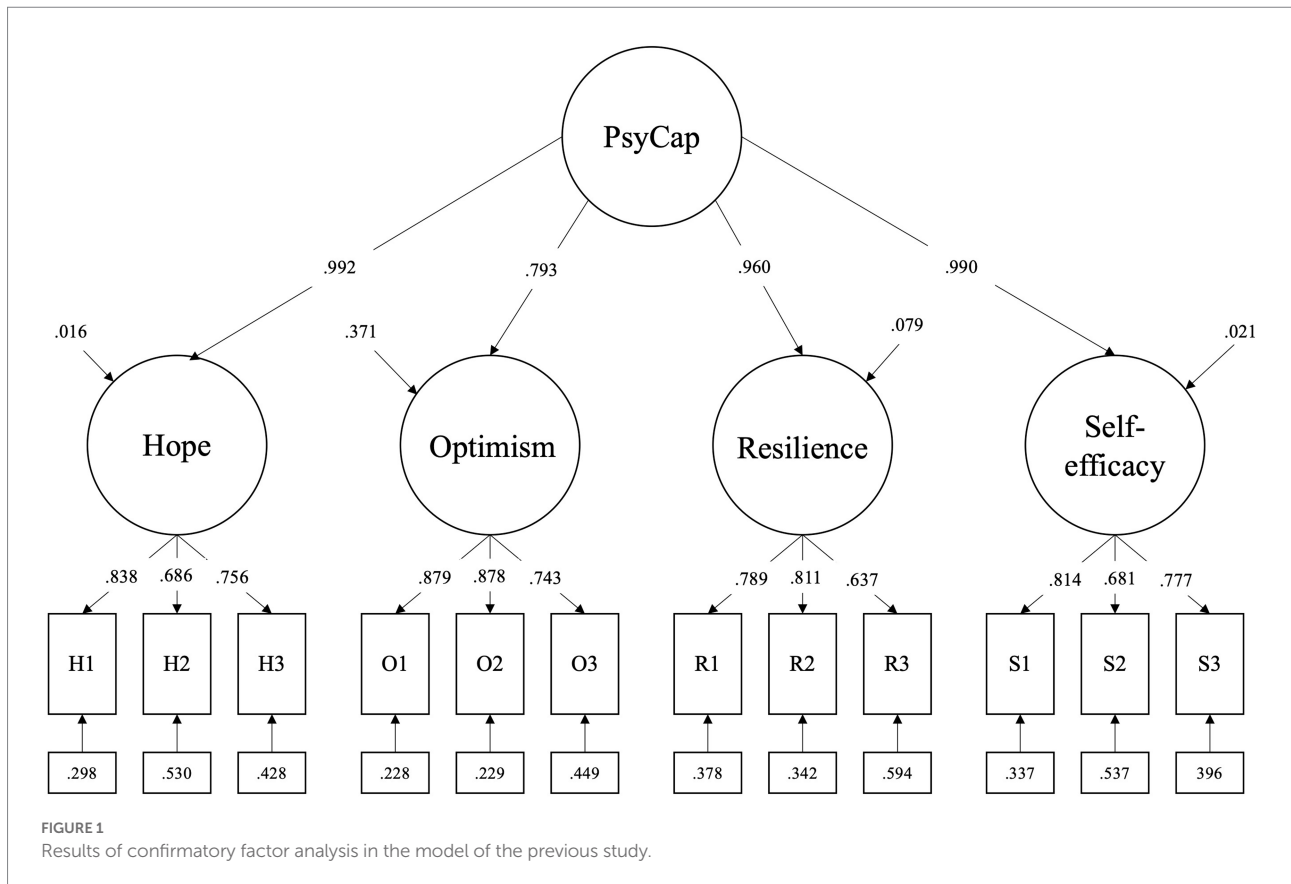 PsyCap
.992
.793
.960
.990
.016
.371
.079
.021
Hope
Optimism
Resilience
Self-
efficacy
.838 .686 .756
.879 .878 .743
.789 .811 .637
.814 .681 .777
H1 H2 H3
O1 O2 O3
R1 R2 R3
S1 S2 S3
.298 .530 .428
.228 .229 .449
.378 .342 .594
.337 .537 396
FIGURE 1
Results of confirmatory factor analysis in the model of the previous study.